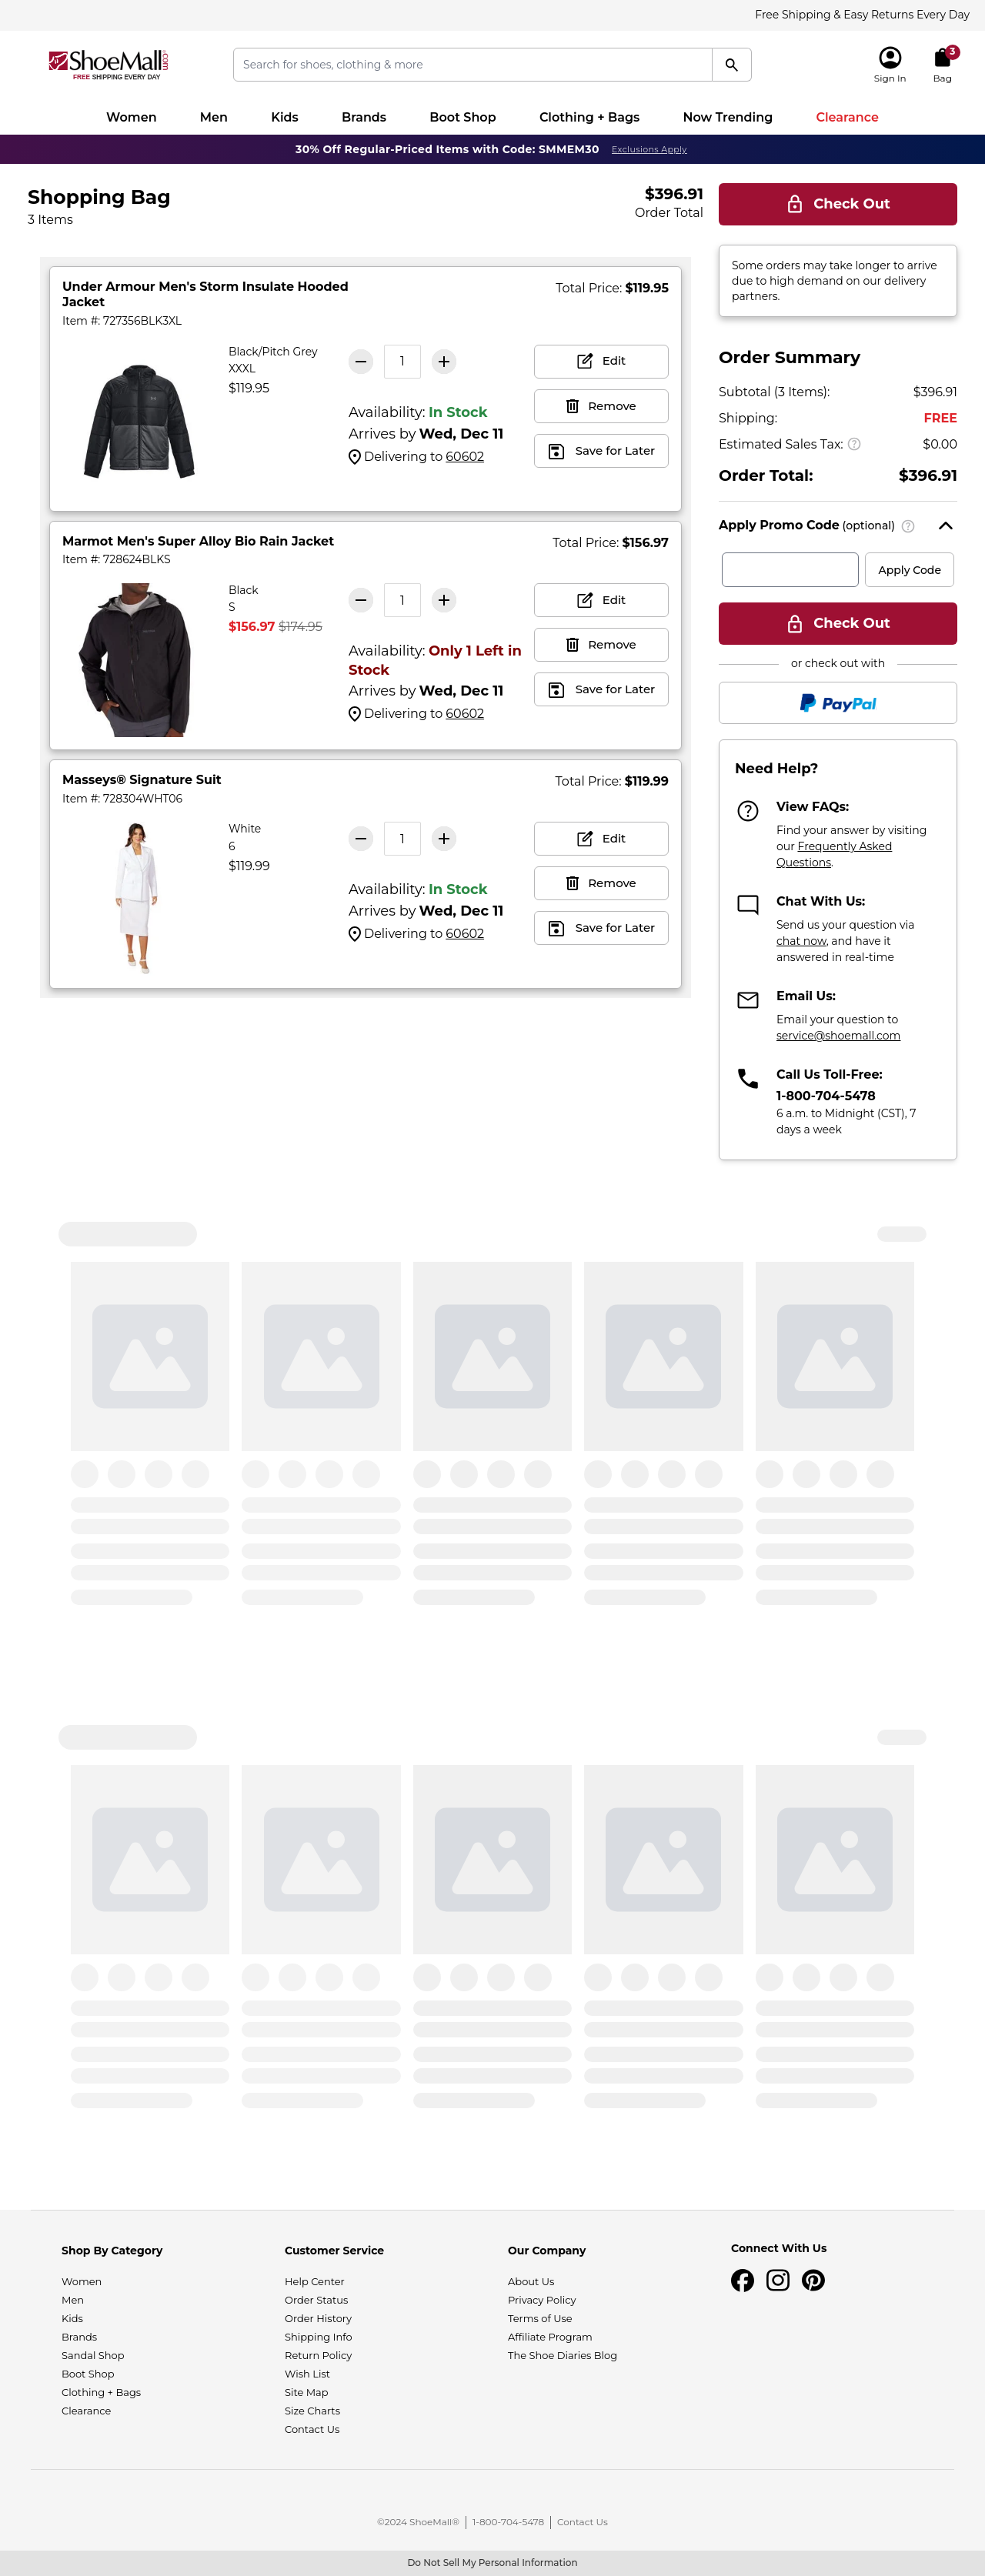 Free Shipping & Easy Returns Every Day
ShoeMall.com
FREE SHIPPING EVERY DAY
Search for shoes, clothing & more
Sign In
3
Bag
Women Men Kids Brands Boot Shop Clothing + Bags Now Trending Clearance
30% Off Regular-Priced Items with Code: SMMEM30 Exclusions Apply
Shopping Bag
3 Items
$396.91
Order Total
Check Out
Under Armour Men's Storm Insulate Hooded
Jacket
Item #: 727356BLK3XL
Total Price: $119.95
Black/Pitch Grey
XXXL
$119.95
1
Availability: In Stock
Arrives by Wed, Dec 11
Delivering to 60602
Edit
Remove
Save for Later
Marmot Men's Super Alloy Bio Rain Jacket
Item #: 728624BLKS
Total Price: $156.97
Black
S
$156.97 $174.95
1
Availability: Only 1 Left in
Stock
Arrives by Wed, Dec 11
Delivering to 60602
Edit
Remove
Save for Later
Masseys® Signature Suit
Item #: 728304WHT06
Total Price: $119.99
White
6
$119.99
1
Availability: In Stock
Arrives by Wed, Dec 11
Delivering to 60602
Edit
Remove
Save for Later
Some orders may take longer to arrive
due to high demand on our delivery
partners.
Order Summary
Subtotal (3 Items): $396.91
Shipping: FREE
Estimated Sales Tax: ? $0.00
Order Total: $396.91
Apply Promo Code (optional) ?
Apply Code
Check Out
or check out with
PayPal
Need Help?
View FAQs:
Find your answer by visiting
our Frequently Asked
Questions.
Chat With Us:
Send us your question via
chat now, and have it
answered in real-time
Email Us:
Email your question to
service@shoemall.com
Call Us Toll-Free:
1-800-704-5478
6 a.m. to Midnight (CST), 7
days a week
Shop By Category
Women
Men
Kids
Brands
Sandal Shop
Boot Shop
Clothing + Bags
Clearance
Customer Service
Help Center
Order Status
Order History
Shipping Info
Return Policy
Wish List
Site Map
Size Charts
Contact Us
Our Company
About Us
Privacy Policy
Terms of Use
Affiliate Program
The Shoe Diaries Blog
Connect With Us
©2024 ShoeMall® | 1-800-704-5478 | Contact Us
Do Not Sell My Personal Information